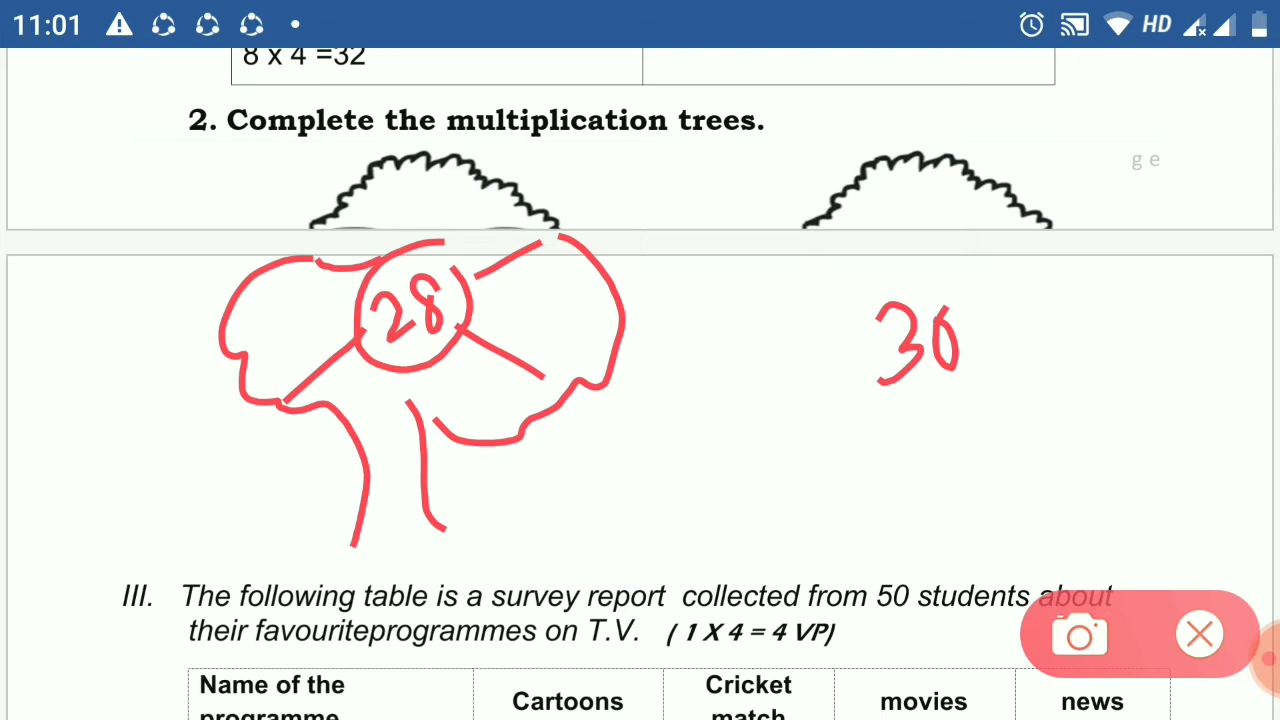 11:01 HD
8 x 4 =32
2. Complete the multiplication trees.
g e
28
30
III. The following table is a survey report collected from 50 students about
their favouriteprogrammes on T.V. ( 1 X 4 = 4 VP)
Name of the programme
Cartoons
Cricket match
movies
news